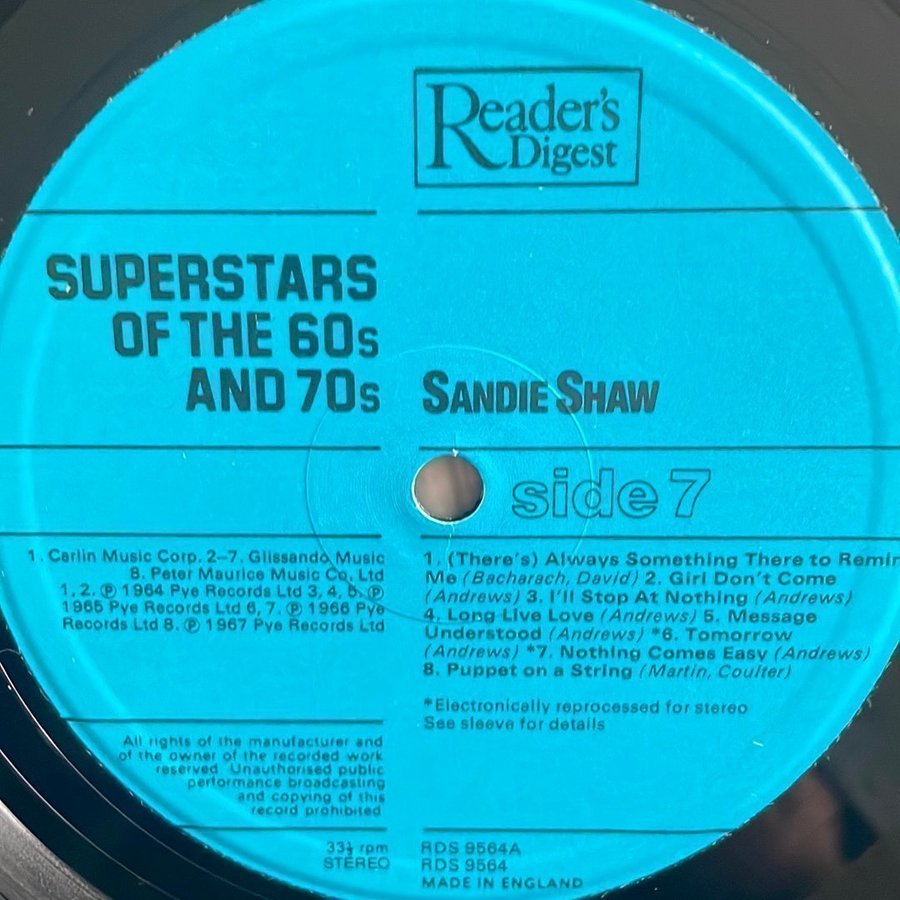 Reader's
Digest
SUPERSTARS
OF THE 60s
AND 70s
SANDIE SHAW
side 7
1. Carlin Music Corp. 2–7. Glissando Music
8. Peter Maurice Music Co. Ltd
1, 2. ℗ 1964 Pye Records Ltd 3, 4, 5. ℗
1965 Pye Records Ltd 6, 7. ℗ 1966 Pye
Records Ltd 8. ℗ 1967 Pye Records Ltd
1. (There's) Always Something There to Remin
Me (Bacharach, David) 2. Girl Don't Come
(Andrews) 3. I'll Stop At Nothing (Andrews)
4. Long Live Love (Andrews) 5. Message
Understood (Andrews) *6. Tomorrow
(Andrews) *7. Nothing Comes Easy (Andrews)
8. Puppet on a String (Martin, Coulter)
*Electronically reprocessed for stereo
See sleeve for details
All rights of the manufacturer and
of the owner of the recorded work
reserved. Unauthorised public
performance broadcasting
and copying of this
record prohibited
33⅓ rpm
STEREO
RDS 9564A
RDS 9564
MADE IN ENGLAND